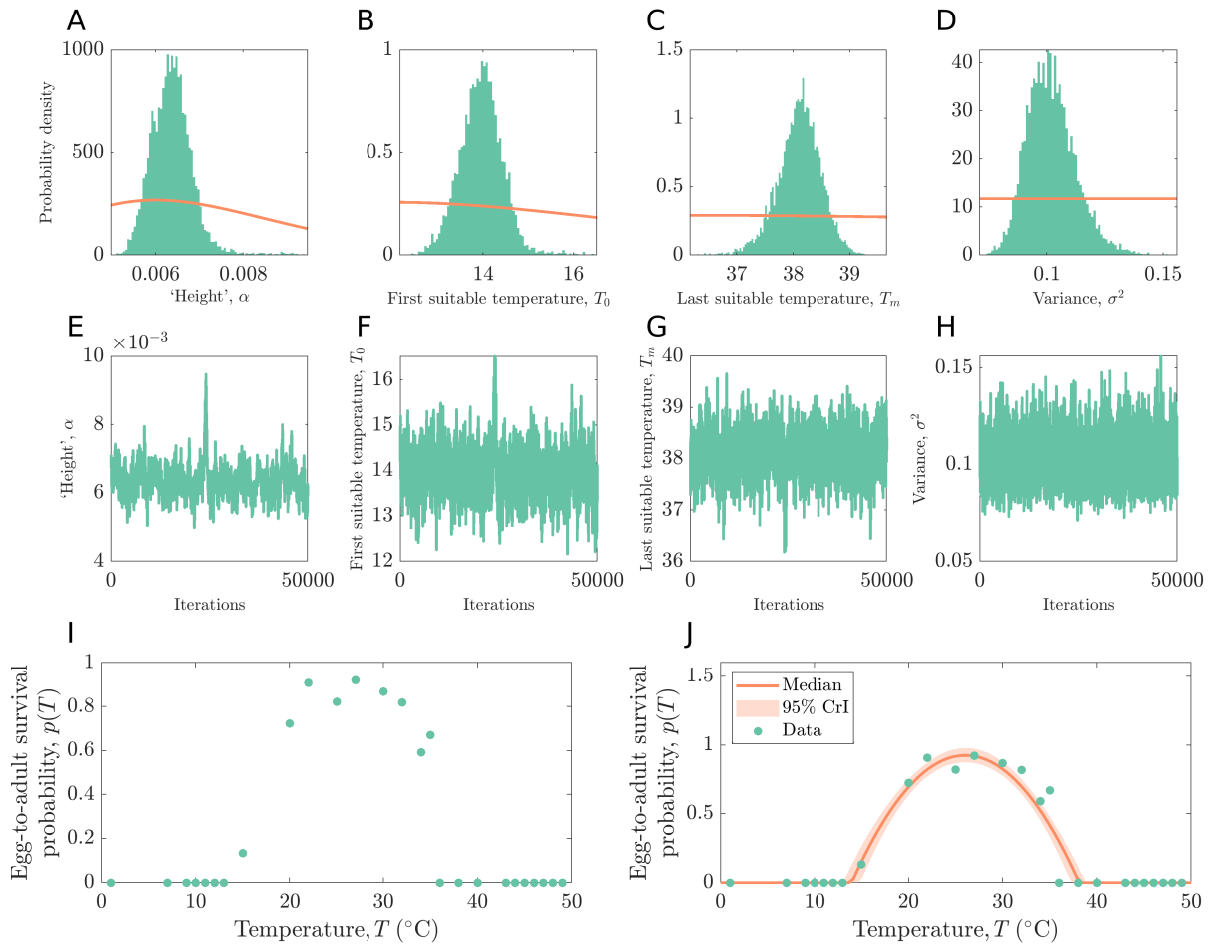 A
B
C
D
1000
500
0
Probability density
0.006 0.008
‘Height’, α
1
0.5
0
14 16
First suitable temperature, T₀
1.5
1
0.5
0
37 38 39
Last suitable temperature, Tₘ
40
30
20
10
0
0.1 0.15
Variance, σ²
E
F
G
H
×10⁻³
10
8
6
4
‘Height’, α
0 50000
Iterations
16
15
14
13
12
First suitable temperature, T₀
0 50000
Iterations
40
39
38
37
36
Last suitable temperature, Tₘ
0 50000
Iterations
0.15
0.1
0.05
Variance, σ²
0 50000
Iterations
I
J
1
0.8
0.6
0.4
0.2
0
Egg-to-adult survival
probability, p(T)
0 10 20 30 40 50
Temperature, T (°C)
1.5
1
0.5
0
Egg-to-adult survival
probability, p(T)
Median
95% CrI
Data
0 10 20 30 40 50
Temperature, T (°C)